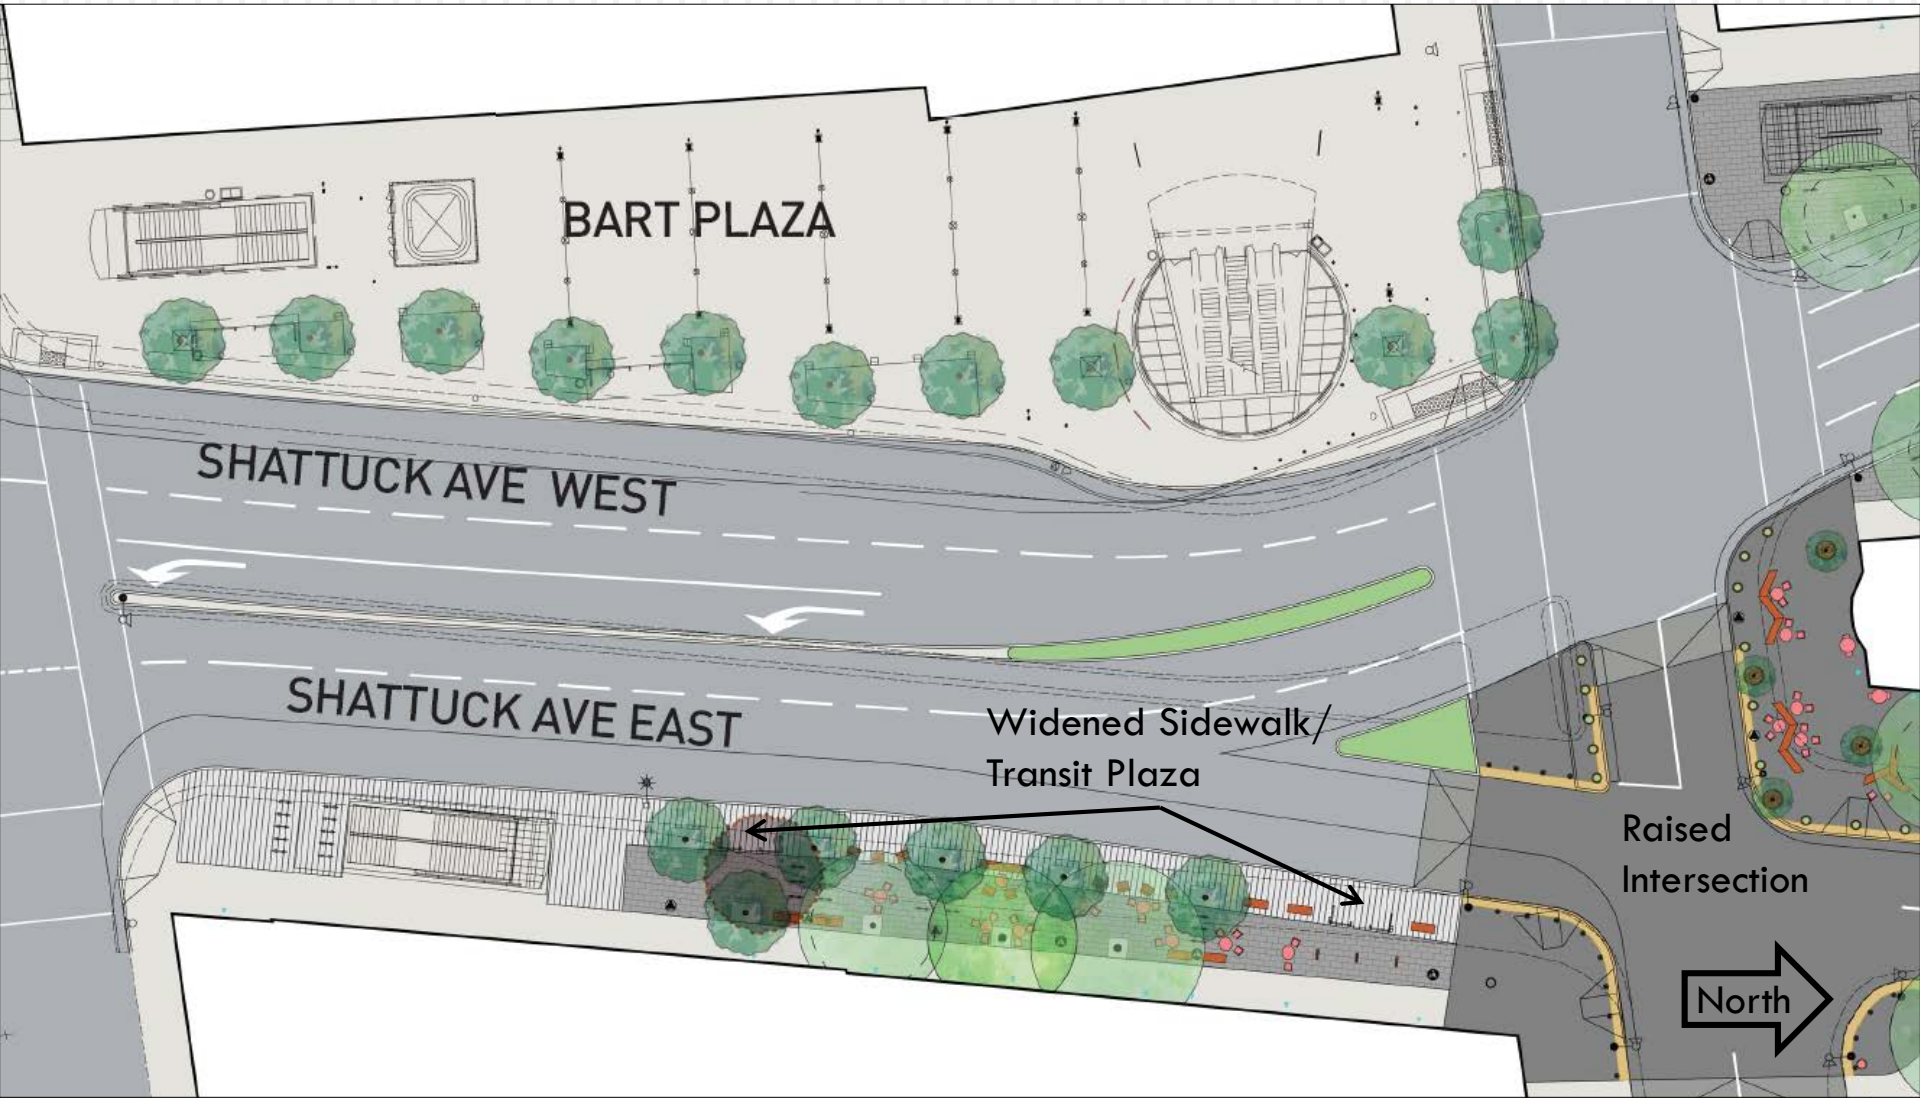 BART PLAZA
SHATTUCK AVE WEST
SHATTUCK AVE EAST
Widened Sidewalk/
Transit Plaza
Raised
Intersection
North